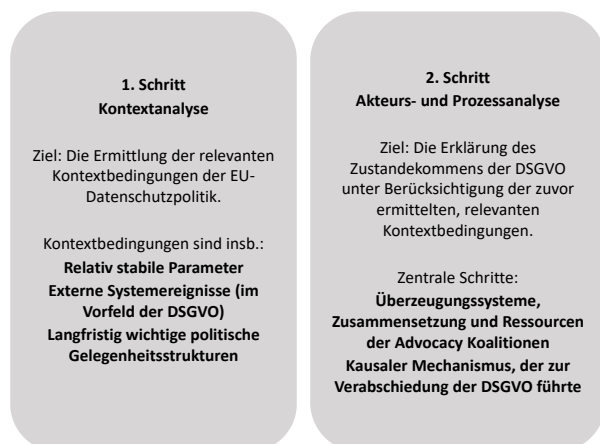 1. Schritt
Kontextanalyse
Ziel: Die Ermittlung der relevanten
Kontextbedingungen der EU-
Datenschutzpolitik.
Kontextbedingungen sind insb.:
Relativ stabile Parameter
Externe Systemereignisse (im
Vorfeld der DSGVO)
Langfristig wichtige politische
Gelegenheitsstrukturen
2. Schritt
Akteurs- und Prozessanalyse
Ziel: Die Erklärung des
Zustandekommens der DSGVO
unter Berücksichtigung der zuvor
ermittelten, relevanten
Kontextbedingungen.
Zentrale Schritte:
Überzeugungssysteme,
Zusammensetzung und Ressourcen
der Advocacy Koalitionen
Kausaler Mechanismus, der zur
Verabschiedung der DSGVO führte